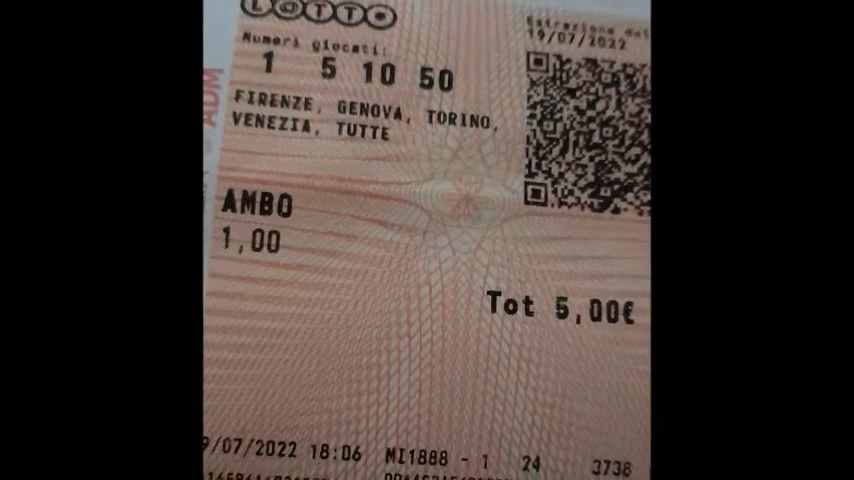 LOTTO
Estrazione del
19/07/2022
Numeri giocati:
1 5 10 50
FIRENZE, GENOVA, TORINO,
VENEZIA, TUTTE
ADM
AMBO
1,00
Tot 5,00€
9/07/2022 18:06 MI1888 - 1 24 3738